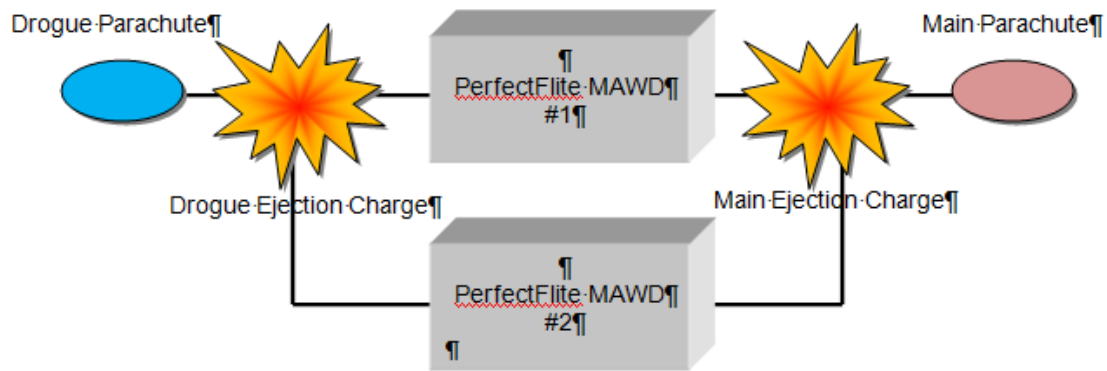 Drogue·Parachute¶
Main·Parachute¶
¶
PerfectFlite·MAWD¶
#1¶
Drogue·Ejection·Charge¶
Main·Ejection·Charge¶
¶
PerfectFlite·MAWD¶
#2¶
¶